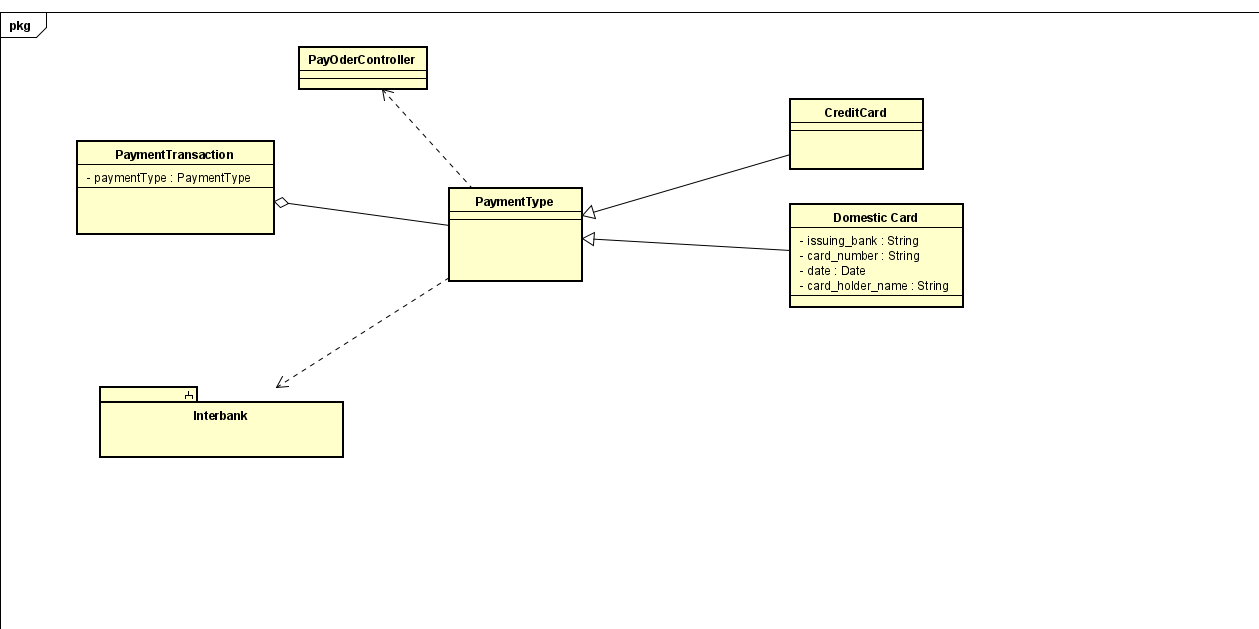 pkg
PayOderController
CreditCard
PaymentTransaction
- paymentType : PaymentType
PaymentType
Domestic Card
- issuing_bank : String
- card_number : String
- date : Date
- card_holder_name : String
Interbank